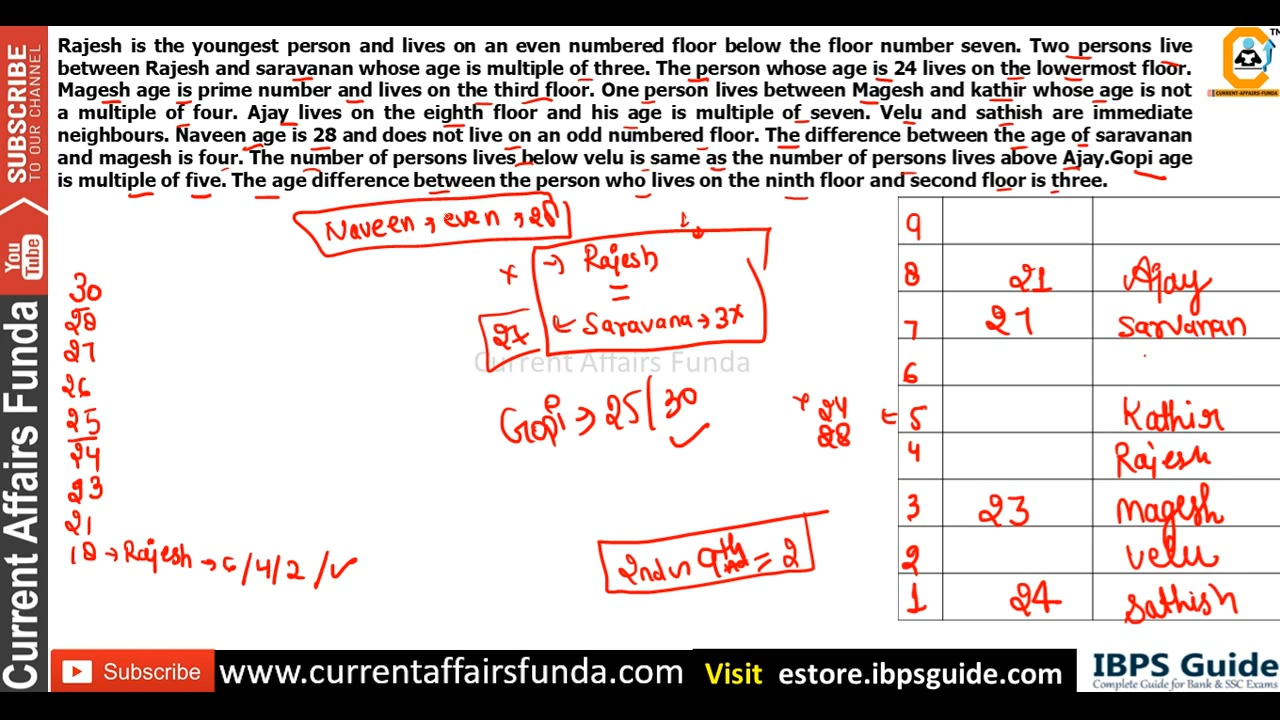 Rajesh is the youngest person and lives on an even numbered floor below the floor number seven. Two persons live
between Rajesh and saravanan whose age is multiple of three. The person whose age is 24 lives on the lowermost floor.
Magesh age is prime number and lives on the third floor. One person lives between Magesh and kathir whose age is not
a multiple of four. Ajay lives on the eighth floor and his age is multiple of seven. Velu and sathish are immediate
neighbours. Naveen age is 28 and does not live on an odd numbered floor. The difference between the age of saravanan
and magesh is four. The number of persons lives below velu is same as the number of persons lives above Ajay.Gopi age
is multiple of five. The age difference between the person who lives on the ninth floor and second floor is three.
CURRENT-AFFAIRS-FUNDA
TM
SUBSCRIBE
TO OUR CHANNEL
You Tube
Current Affairs Funda
Naveen → even → 28
x → Rajesh
=
27 Saravana → 3x
Current Affairs Funda
Gopi → 25/30
24
28
2nd n 9th = 2
30
28
27
26
25
24
23
21
18 → Rajesh → 6/4/2/
9
8 21 Ajay
7 27 Sarvanan
6
5 Kathir
4 Rajesh
3 23 Magesh
2 Velu
1 24 Sathish
Subscribe www.currentaffairsfunda.com Visit estore.ibpsguide.com
IBPS Guide
Complete Guide for Bank & SSC Exams